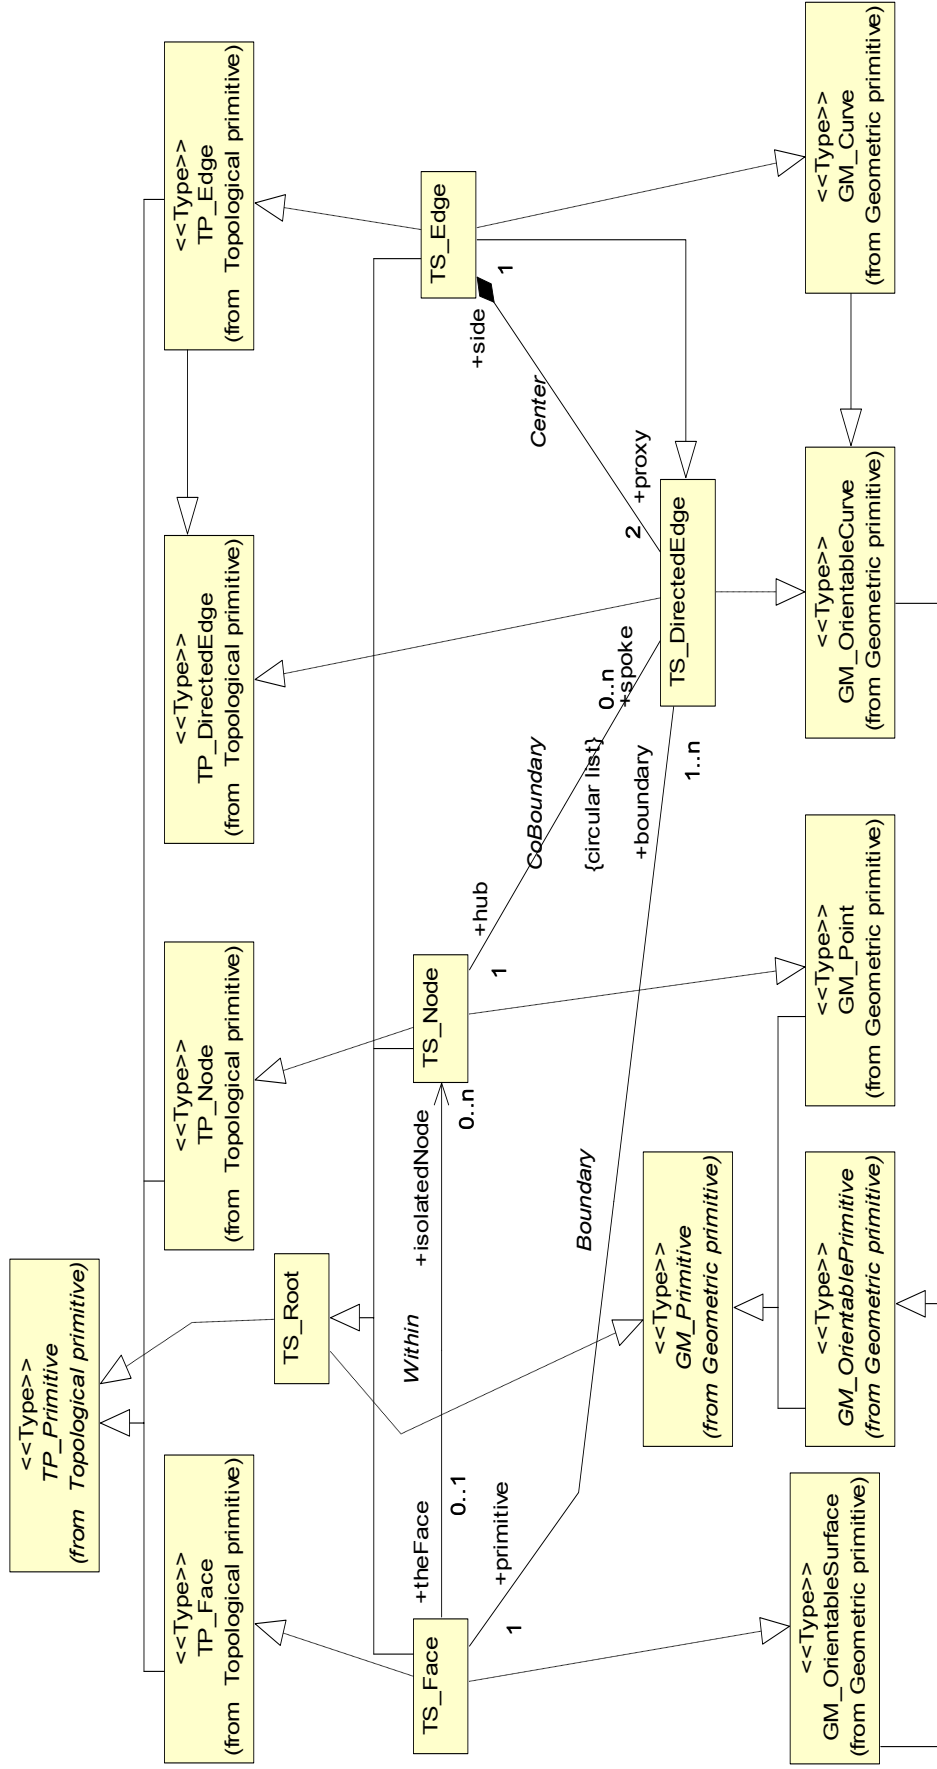 <<Type>>
TP_Primitive
(from Topological primitive)
<<Type>>
TP_Face
(from Topological primitive)
<<Type>>
TP_Node
(from Topological primitive)
<<Type>>
TP_DirectedEdge
(from Topological primitive)
<<Type>>
TP_Edge
(from Topological primitive)
TS_Root
TS_Face
+theFace
0..1
Within
+isolatedNode
0..n
TS_Node
+hub
1
TS_Edge
+side
1
+primitive
1
CoBoundary
Center
{circular list}
0..n
+spoke
2
+proxy
Boundary
+boundary
1..n
TS_DirectedEdge
<<Type>>
GM_Primitive
(from Geometric primitive)
<<Type>>
GM_OrientableSurface
(from Geometric primitive)
<<Type>>
GM_OrientablePrimitive
(from Geometric primitive)
<<Type>>
GM_Point
(from Geometric primitive)
<<Type>>
GM_OrientableCurve
(from Geometric primitive)
<<Type>>
GM_Curve
(from Geometric primitive)